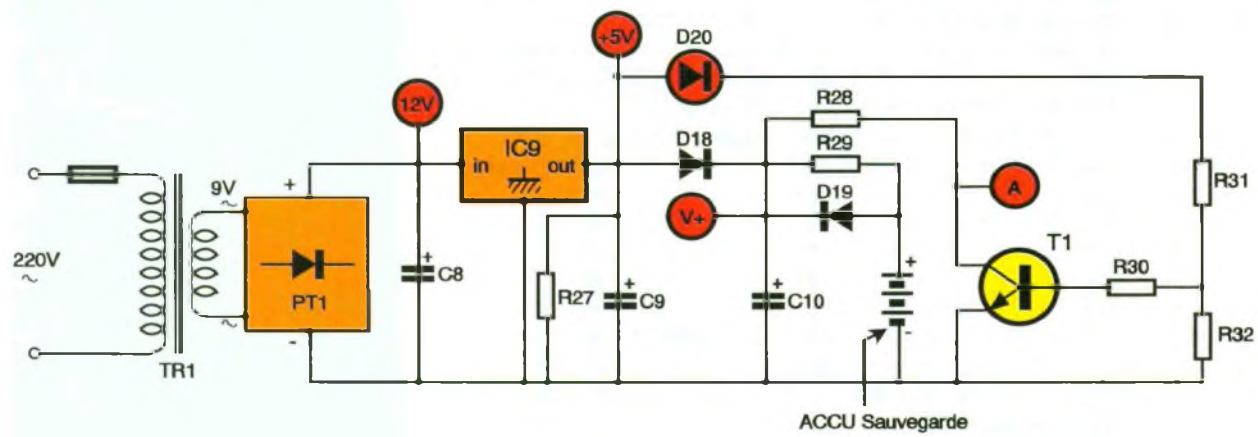 +5V
D20
12V
R28
IC9
in
out
D18
R29
9V
~
+
V+
D19
A
R31
T1
220V
~
PT1
+
C8
R27
+
C9
+
C10
+
R30
R32
~
-
-
TR1
ACCU Sauvegarde